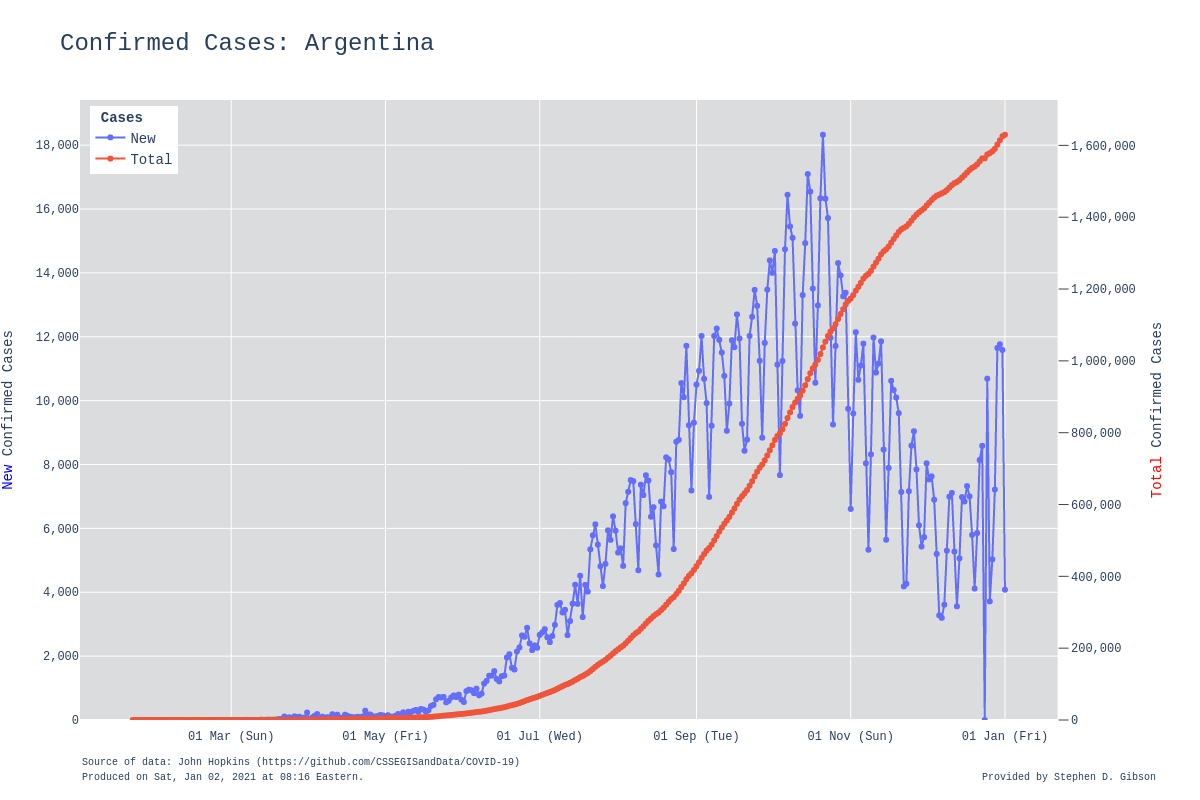 Confirmed Cases: Argentina
Cases
New
Total
18,000
16,000
14,000
12,000
10,000
8,000
6,000
4,000
2,000
0
New Confirmed Cases
1,600,000
1,400,000
1,200,000
1,000,000
800,000
600,000
400,000
200,000
0
Total Confirmed Cases
01 Mar (Sun) 01 May (Fri) 01 Jul (Wed) 01 Sep (Tue) 01 Nov (Sun) 01 Jan (Fri)
Source of data: John Hopkins (https://github.com/CSSEGISandData/COVID-19)
Produced on Sat, Jan 02, 2021 at 08:16 Eastern.
Provided by Stephen D. Gibson